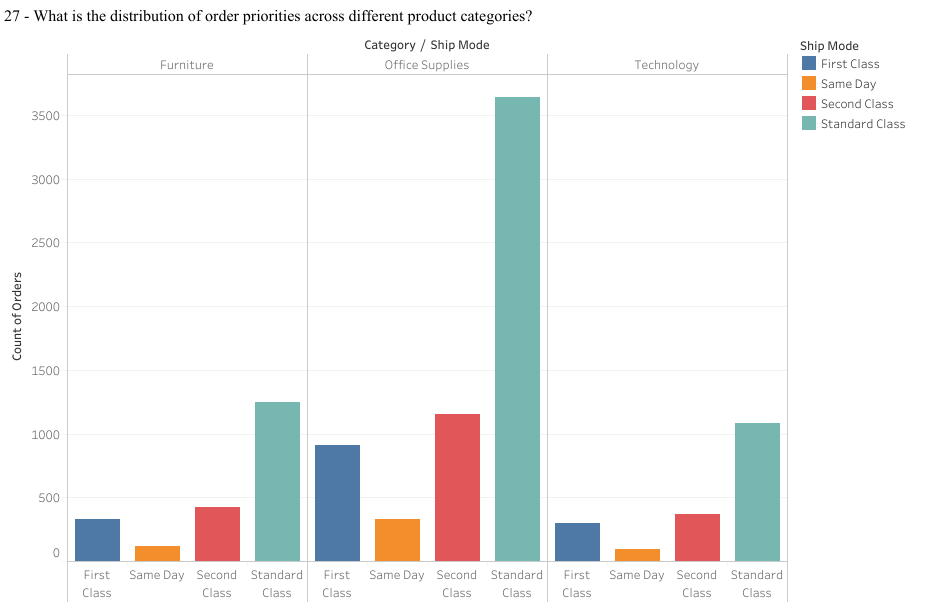 27 - What is the distribution of order priorities across different product categories?
Category / Ship Mode
Furniture Office Supplies Technology
Ship Mode
First Class
Same Day
Second Class
Standard Class
Count of Orders
3500
3000
2500
2000
1500
1000
500
0
First Class Same Day Second Class Standard Class First Class Same Day Second Class Standard Class First Class Same Day Second Class Standard Class